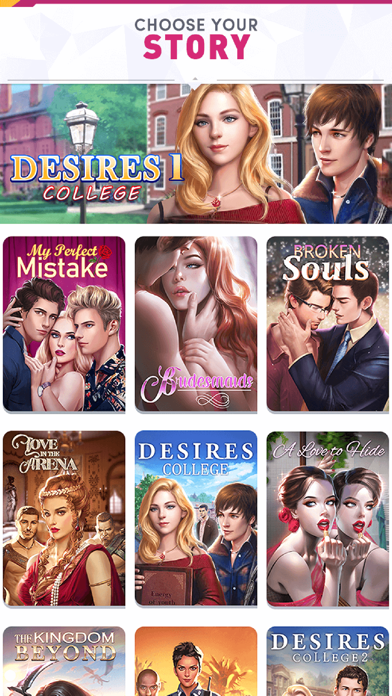 CHOOSE YOUR
STORY
DESIRES 1
COLLEGE
My Perfect
Mistake
Bridesmaids
BROKEN
Souls
LOVE
IN THE
ARENA
DESIRES
COLLEGE
A Love to Hide
THE KINGDOM
BEYOND
DESIRES
COLLEGE 2